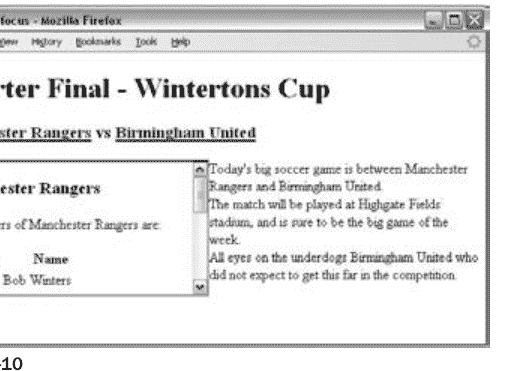 focus - Mozilla Firefox
View History Bookmarks Tools Help
rter Final - Wintertons Cup
ster Rangers vs Birmingham United
ester Rangers
rs of Manchester Rangers are:
Name
Bob Winters
Today's big soccer game is between Manchester
Rangers and Birmingham United.
The match will be played at Highgate Fields
stadium, and is sure to be the big game of the
week.
All eyes on the underdogs Birmingham United who
did not expect to get this far in the competition.
-10